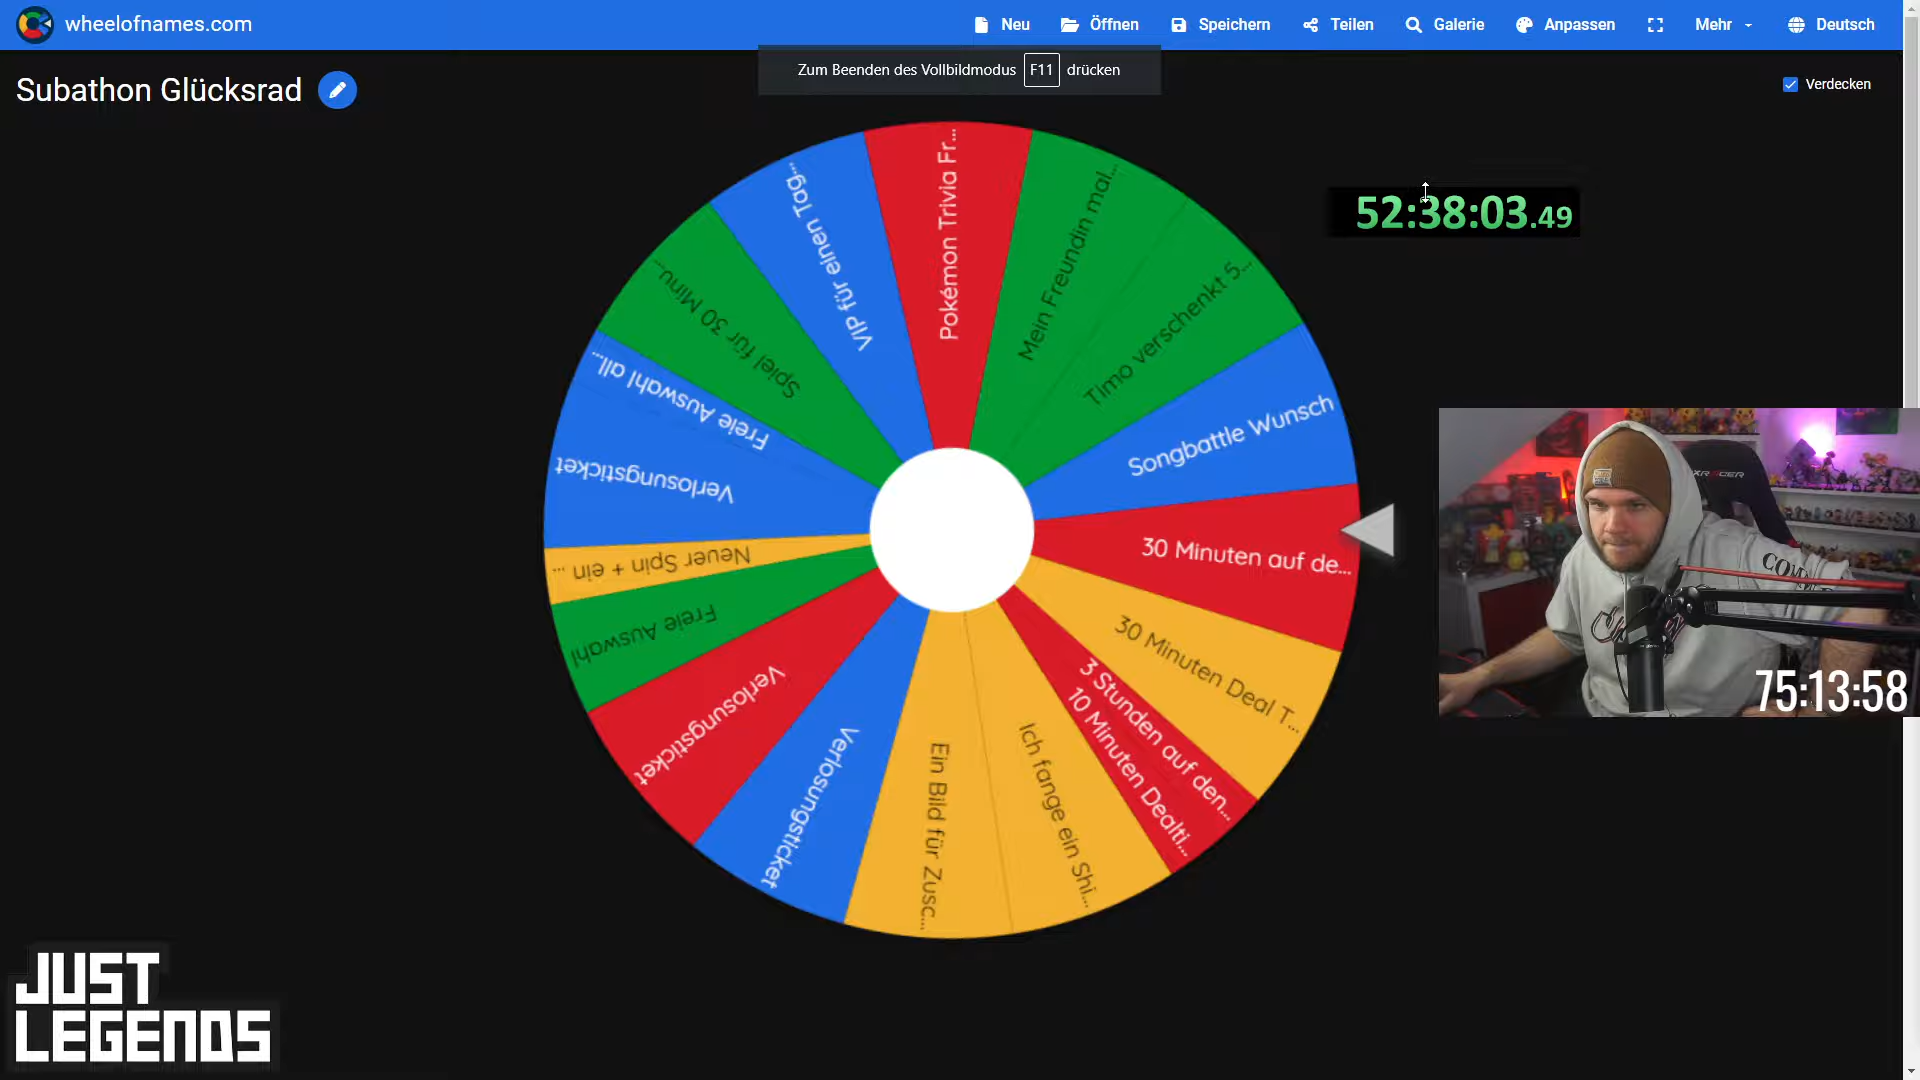 wheelofnames.com
Neu
Öffnen
Speichern
Teilen
Galerie
Anpassen
Mehr
Deutsch
Zum Beenden des Vollbildmodus F11 drücken
Subathon Glücksrad
Verdecken
Pokémon Trivia Fr...
Mein Freundin mal...
Timo verschenkt 5...
Songbattle Wunsch
30 Minuten auf de...
30 Minuten Deal T...
3 Stunden auf den...
10 Minuten Dealti...
Ich fange ein Shi...
Ein Bild für Zusc...
Verlosungsticket
Verlosungsticket
Freie Auswahl
Neuer Spin + ein ...
Verlosungsticket
Freie Auswahl all...
Spiel für 30 Minu...
VIP für einen Tag...
52:38:03.49
XRACER
75:13:58
JUST
LEGENDS